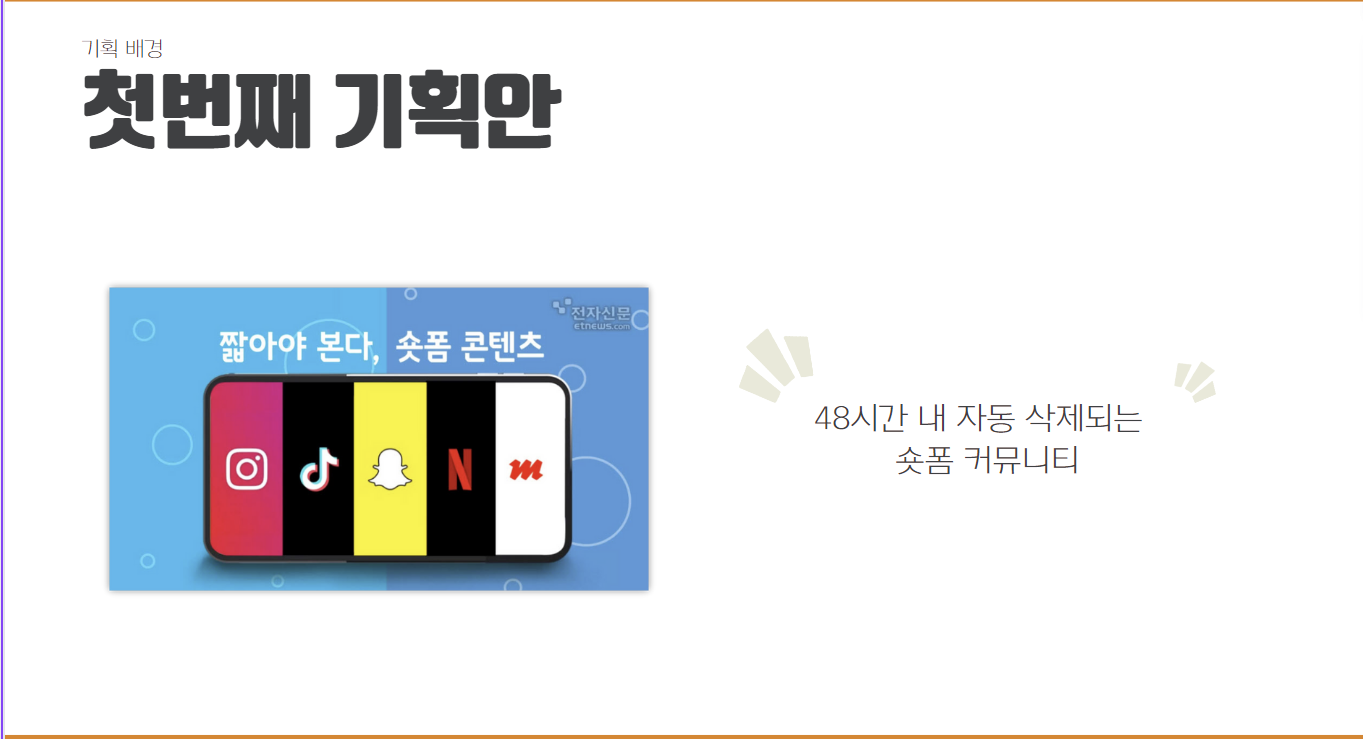 기획 배경
첫번째 기획안
전자신문
etnews.com
짧아야 본다, 숏폼 콘텐츠
48시간 내 자동 삭제되는
숏폼 커뮤니티